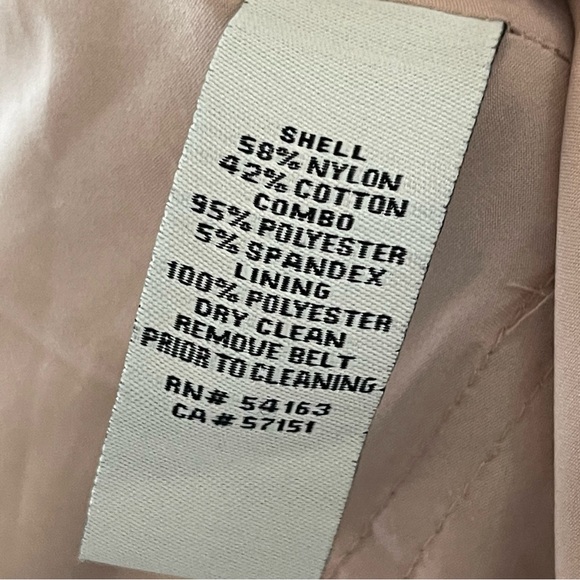 SHELL
58% NYLON
42% COTTON
COMBO
95% POLYESTER
5% SPANDEX
LINING
100% POLYESTER
DRY CLEAN
REMOVE BELT
PRIOR TO CLEANING
RN# 54163
CA # 57151